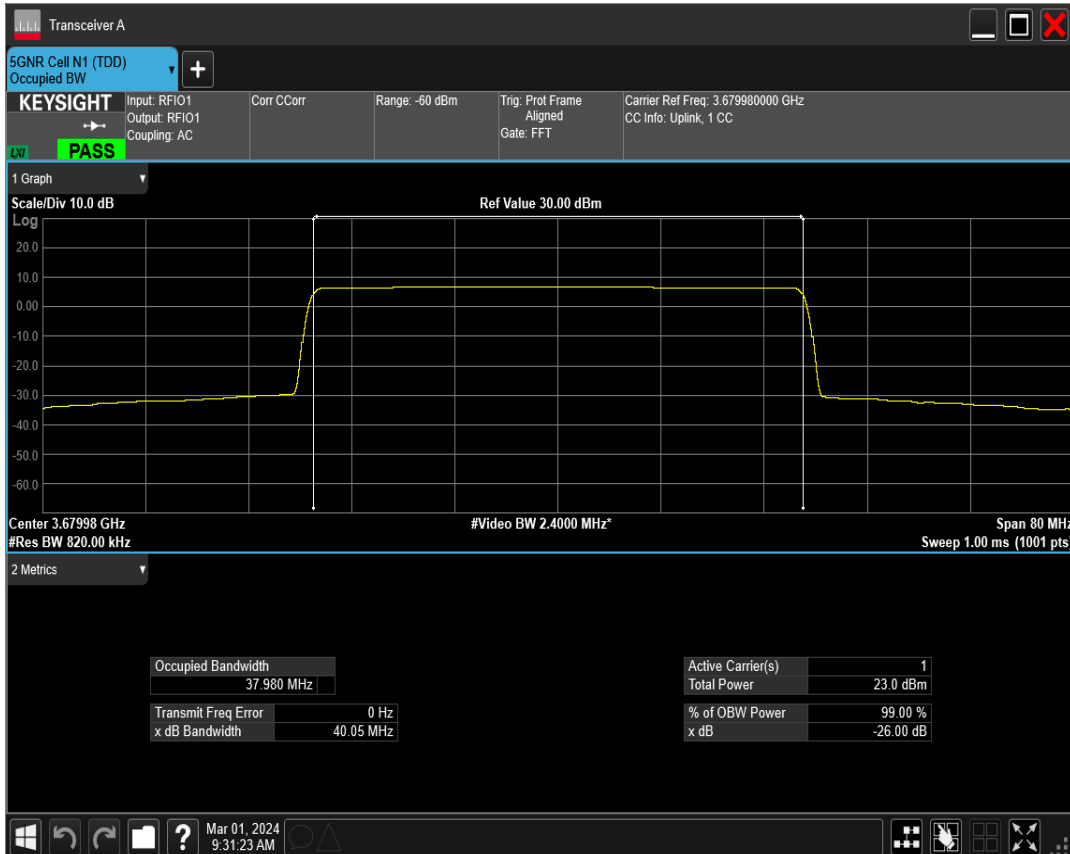 Transceiver A
5GNR Cell N1 (TDD)
Occupied BW
+
KEYSIGHT
LXI
PASS
Input: RFIO1
Output: RFIO1
Coupling: AC
Corr CCorr
Range: -60 dBm
Trig: Prot Frame
Aligned
Gate: FFT
Carrier Ref Freq: 3.679980000 GHz
CC Info: Uplink, 1 CC
1 Graph
Scale/Div 10.0 dB
Ref Value 30.00 dBm
Log
20.0
10.0
0.00
-10.0
-20.0
-30.0
-40.0
-50.0
-60.0
Center 3.67998 GHz
#Video BW 2.4000 MHz*
Span 80 MHz
#Res BW 820.00 kHz
Sweep 1.00 ms (1001 pts)
2 Metrics
Occupied Bandwidth
37.980 MHz
Transmit Freq Error 0 Hz
x dB Bandwidth 40.05 MHz
Active Carrier(s) 1
Total Power 23.0 dBm
% of OBW Power 99.00 %
x dB -26.00 dB
?
Mar 01, 2024
9:31:23 AM